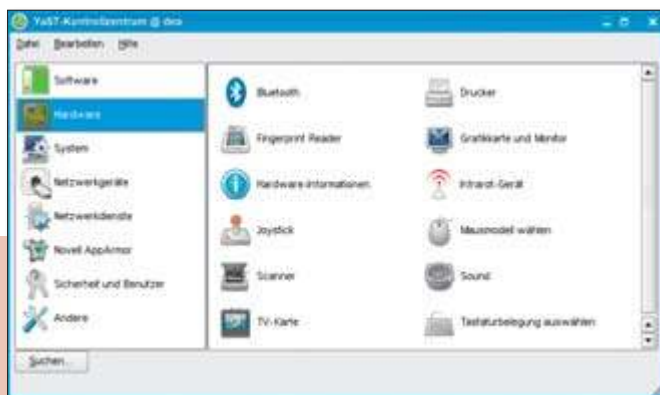 YaST-Kontrollzentrum @ dea
Datei Bearbeiten Hilfe
Software
Hardware
System
Netzwerkgeräte
Netzwerkdienste
Novell AppArmor
Sicherheit und Benutzer
Andere
Bluetooth
Drucker
Fingerprint Reader
Grafikkarte und Monitor
Hardware-Informationen
Infrarot-Gerät
Joystick
Mausmodell wählen
Scanner
Sound
TV-Karte
Tastaturbelegung auswählen
Suchen...